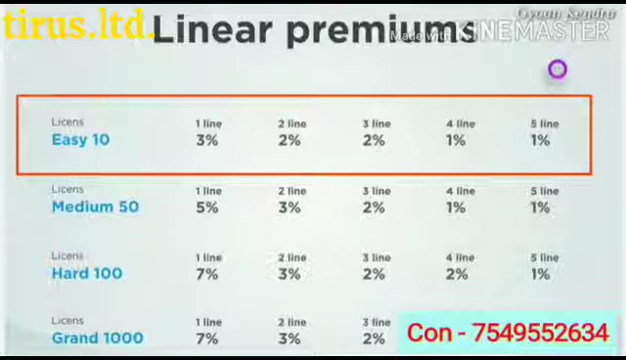 tirus.ltd.
Gyoan Sendra
Linear premiums
Made with KINEMASTER
Licens 1 line 2 line 3 line 4 line 5 line
Easy 10 3% 2% 2% 1% 1%
Licens 1 line 2 line 3 line 4 line 5 line
Medium 50 5% 3% 2% 1% 1%
Licens 1 line 2 line 3 line 4 line 5 line
Hard 100 7% 3% 2% 2% 1%
Licens 1 line 2 line 3 line
Grand 1000 7% 3% 2%
Con - 7549552634